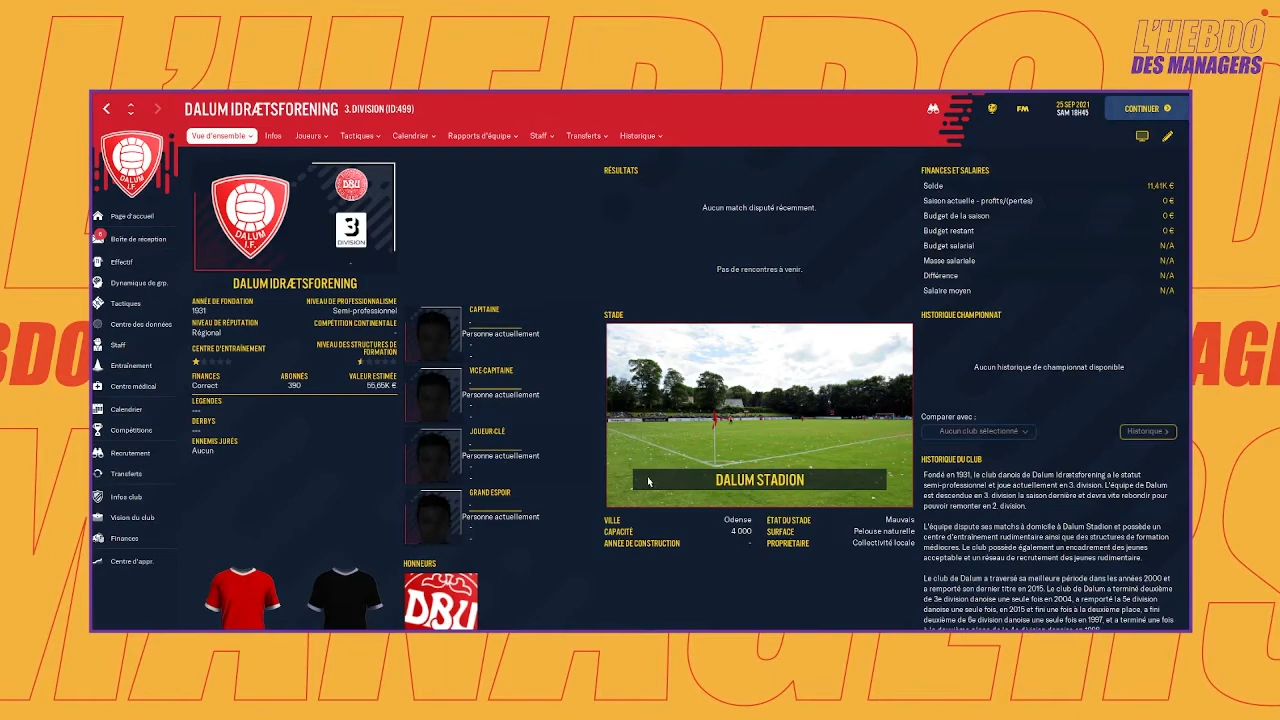 L'HEBDO
DES MANAGERS
DALUM IDRÆTSFORENING 3. DIVISION (ID:499)
FM
25 SEP 2021
SAM 18H45
CONTINUER
Vue d'ensemble
Infos
Joueurs
Tactiques
Calendrier
Rapports d'équipe
Staff
Transferts
Historique
DALUM
I.F.
Page d'accueil
6
Boîte de réception
Effectif
Dynamique de grp.
Tactiques
Centre des données
Staff
Entraînement
Centre médical
Calendrier
Compétitions
Recrutement
Transferts
Infos club
Vision du club
Finances
Centre d'appr.
DALUM
I.F.
DBU
3
DIVISION
-
DALUM IDRÆTSFORENING
ANNÉE DE FONDATION
1931
NIVEAU DE PROFESSIONNALISME
Semi-professionnel
NIVEAU DE RÉPUTATION
Régional
COMPÉTITION CONTINENTALE
-
CENTRE D'ENTRAÎNEMENT
NIVEAU DES STRUCTURES DE
FORMATION
FINANCES
Correct
ABONNÉS
390
VALEUR ESTIMÉE
55,65K €
LÉGENDES
---
DERBYS
---
ENNEMIS JURÉS
Aucun
CAPITAINE
-
Personne actuellement
-
-
VICE-CAPITAINE
-
Personne actuellement
-
-
JOUEUR-CLÉ
-
Personne actuellement
-
-
GRAND ESPOIR
-
Personne actuellement
-
-
HONNEURS
DBU
RÉSULTATS
Aucun match disputé récemment.
Pas de rencontres à venir.
STADE
DALUM STADION
VILLE Odense
CAPACITÉ 4 000
ANNÉE DE CONSTRUCTION -
ÉTAT DU STADE Mauvais
SURFACE Pelouse naturelle
PROPRIETAIRE Collectivité locale
FINANCES ET SALAIRES
Solde 11,41K €
Saison actuelle - profits/(pertes) 0 €
Budget de la saison 0 €
Budget restant 0 €
Budget salarial N/A
Masse salariale N/A
Différence N/A
Salaire moyen N/A
HISTORIQUE CHAMPIONNAT
Aucun historique de championnat disponible
Comparer avec :
Aucun club sélectionné
Historique >
HISTORIQUE DU CLUB
Fondé en 1931, le club danois de Dalum Idrætsforening a le statut
semi-professionnel et joue actuellement en 3. division. L'équipe de Dalum
est descendue en 3. division la saison dernière et devra vite rebondir pour
pouvoir remonter en 2. division.
L'équipe dispute ses matchs à domicile à Dalum Stadion et possède un
centre d'entraînement rudimentaire ainsi que des structures de formation
médiocres. Le club possède également un encadrement des jeunes
acceptable et un réseau de recrutement des jeunes rudimentaire.
Le club de Dalum a traversé sa meilleure période dans les années 2000 et
a remporté son dernier titre en 2015. Le club de Dalum a terminé deuxième
de 3e division danoise une seule fois en 2004, a remporté la 5e division
danoise une seule fois, en 2015 et fini une fois à la deuxième place, a fini
deuxième de 6e division danoise une seule fois en 1997, et a terminé une fois